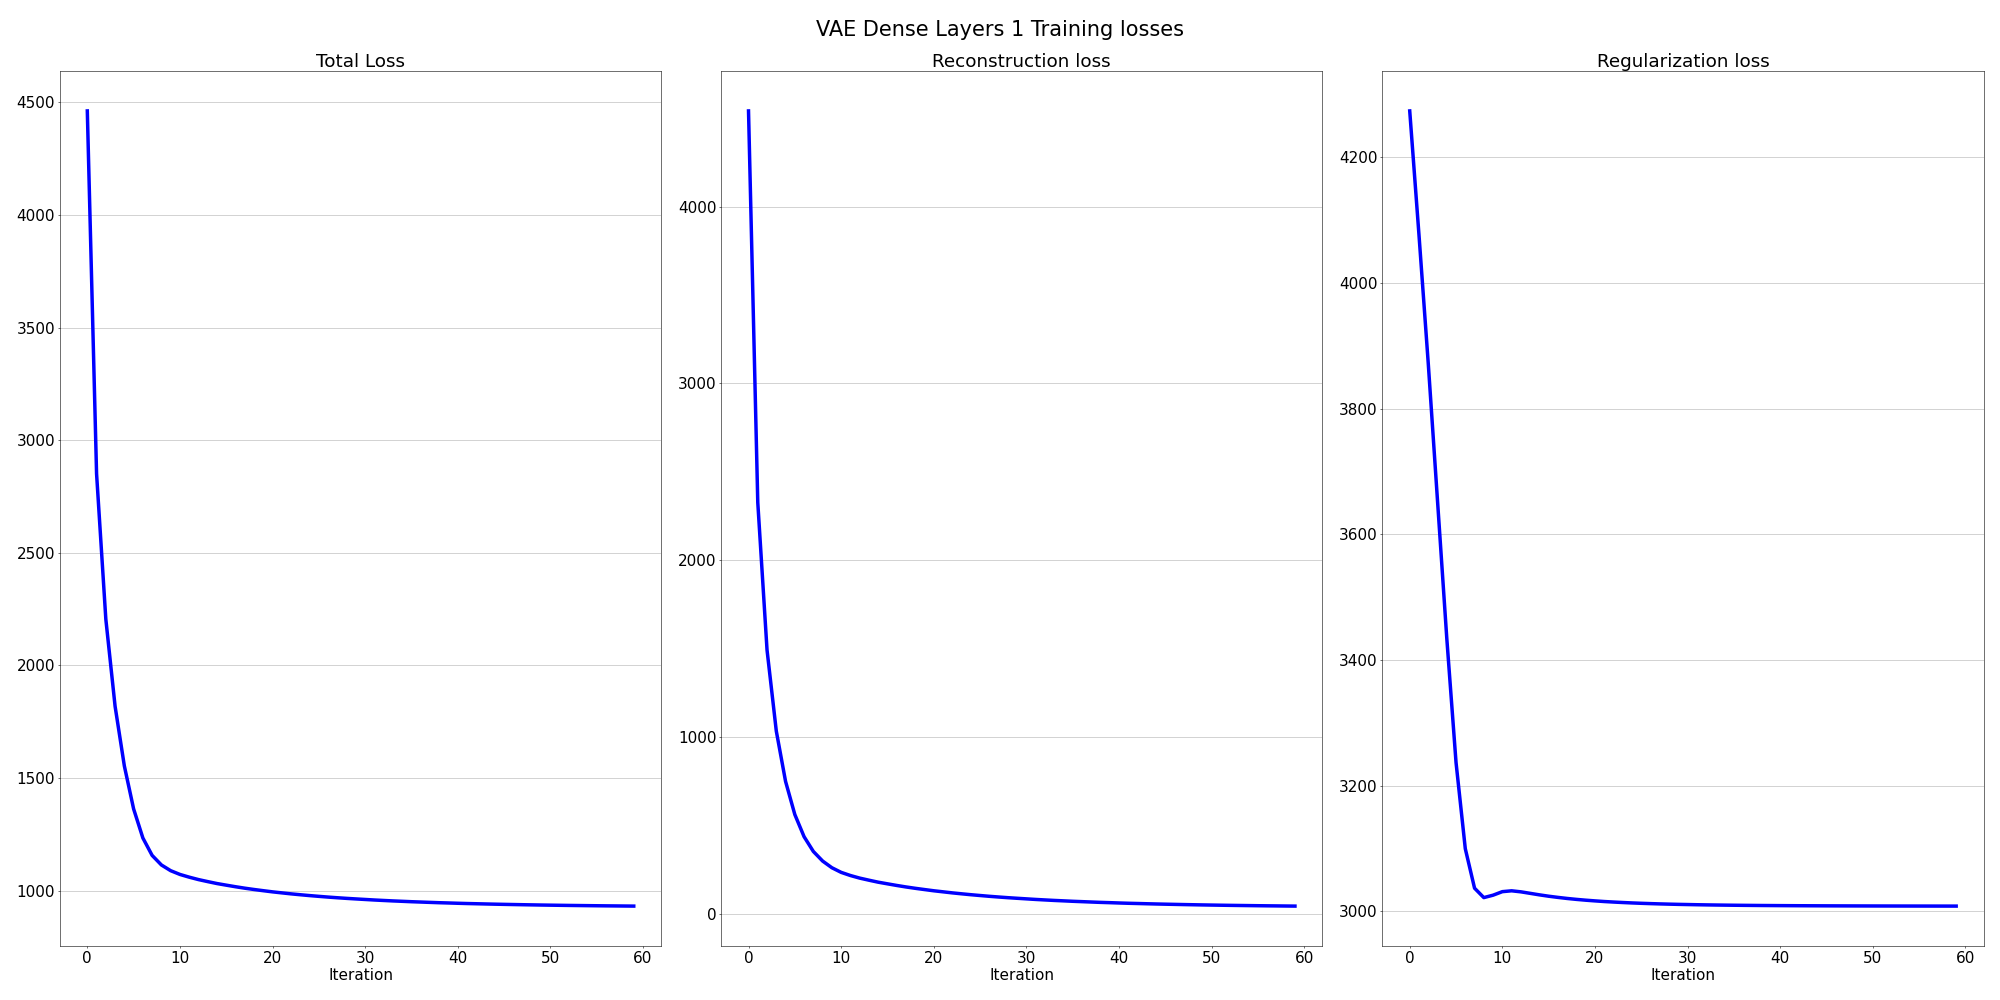 VAE Dense Layers 1 Training losses
Total Loss
4500
4000
3500
3000
2500
2000
1500
1000
0 10 20 30 40 50 60
Iteration
Reconstruction loss
4000
3000
2000
1000
0
0 10 20 30 40 50 60
Iteration
Regularization loss
4200
4000
3800
3600
3400
3200
3000
0 10 20 30 40 50 60
Iteration